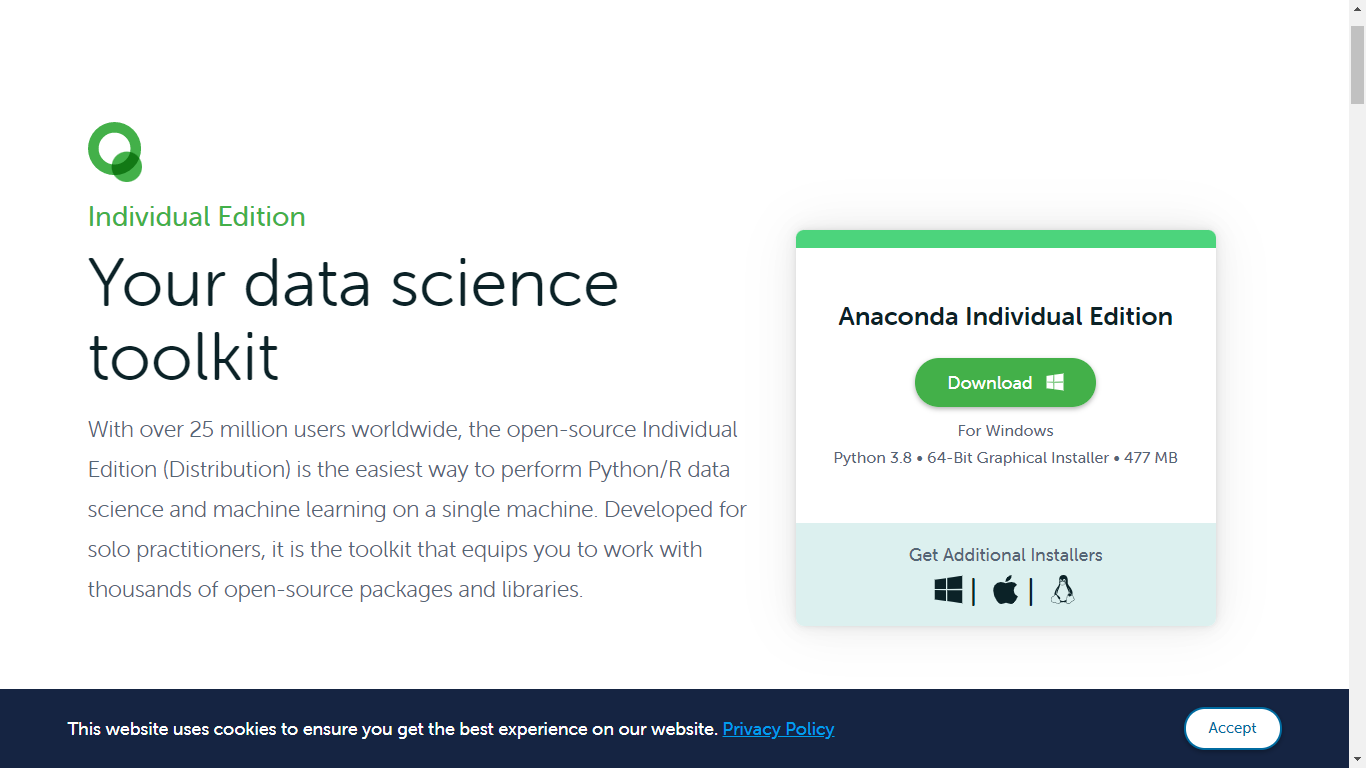 Individual Edition
Your data science
toolkit
With over 25 million users worldwide, the open-source Individual
Edition (Distribution) is the easiest way to perform Python/R data
science and machine learning on a single machine. Developed for
solo practitioners, it is the toolkit that equips you to work with
thousands of open-source packages and libraries.
Anaconda Individual Edition
Download
For Windows
Python 3.8 • 64-Bit Graphical Installer • 477 MB
Get Additional Installers
This website uses cookies to ensure you get the best experience on our website. Privacy Policy
Accept